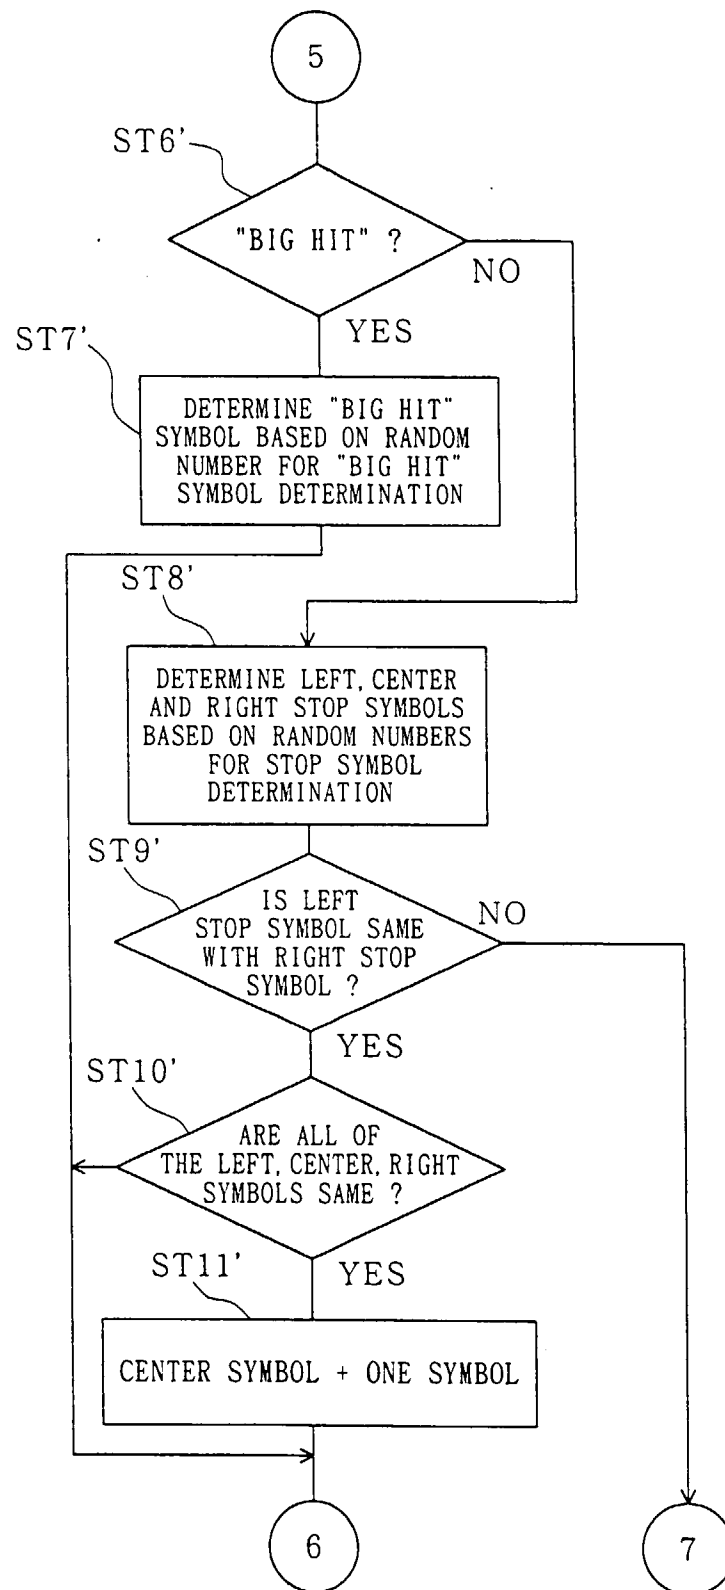 5
ST6'
"BIG HIT" ?
NO
YES
ST7'
DETERMINE "BIG HIT"
SYMBOL BASED ON RANDOM
NUMBER FOR "BIG HIT"
SYMBOL DETERMINATION
ST8'
DETERMINE LEFT, CENTER
AND RIGHT STOP SYMBOLS
BASED ON RANDOM NUMBERS
FOR STOP SYMBOL
DETERMINATION
ST9'
IS LEFT
STOP SYMBOL SAME
WITH RIGHT STOP
SYMBOL ?
NO
YES
ST10'
ARE ALL OF
THE LEFT, CENTER, RIGHT
SYMBOLS SAME ?
YES
ST11'
CENTER SYMBOL + ONE SYMBOL
6
7